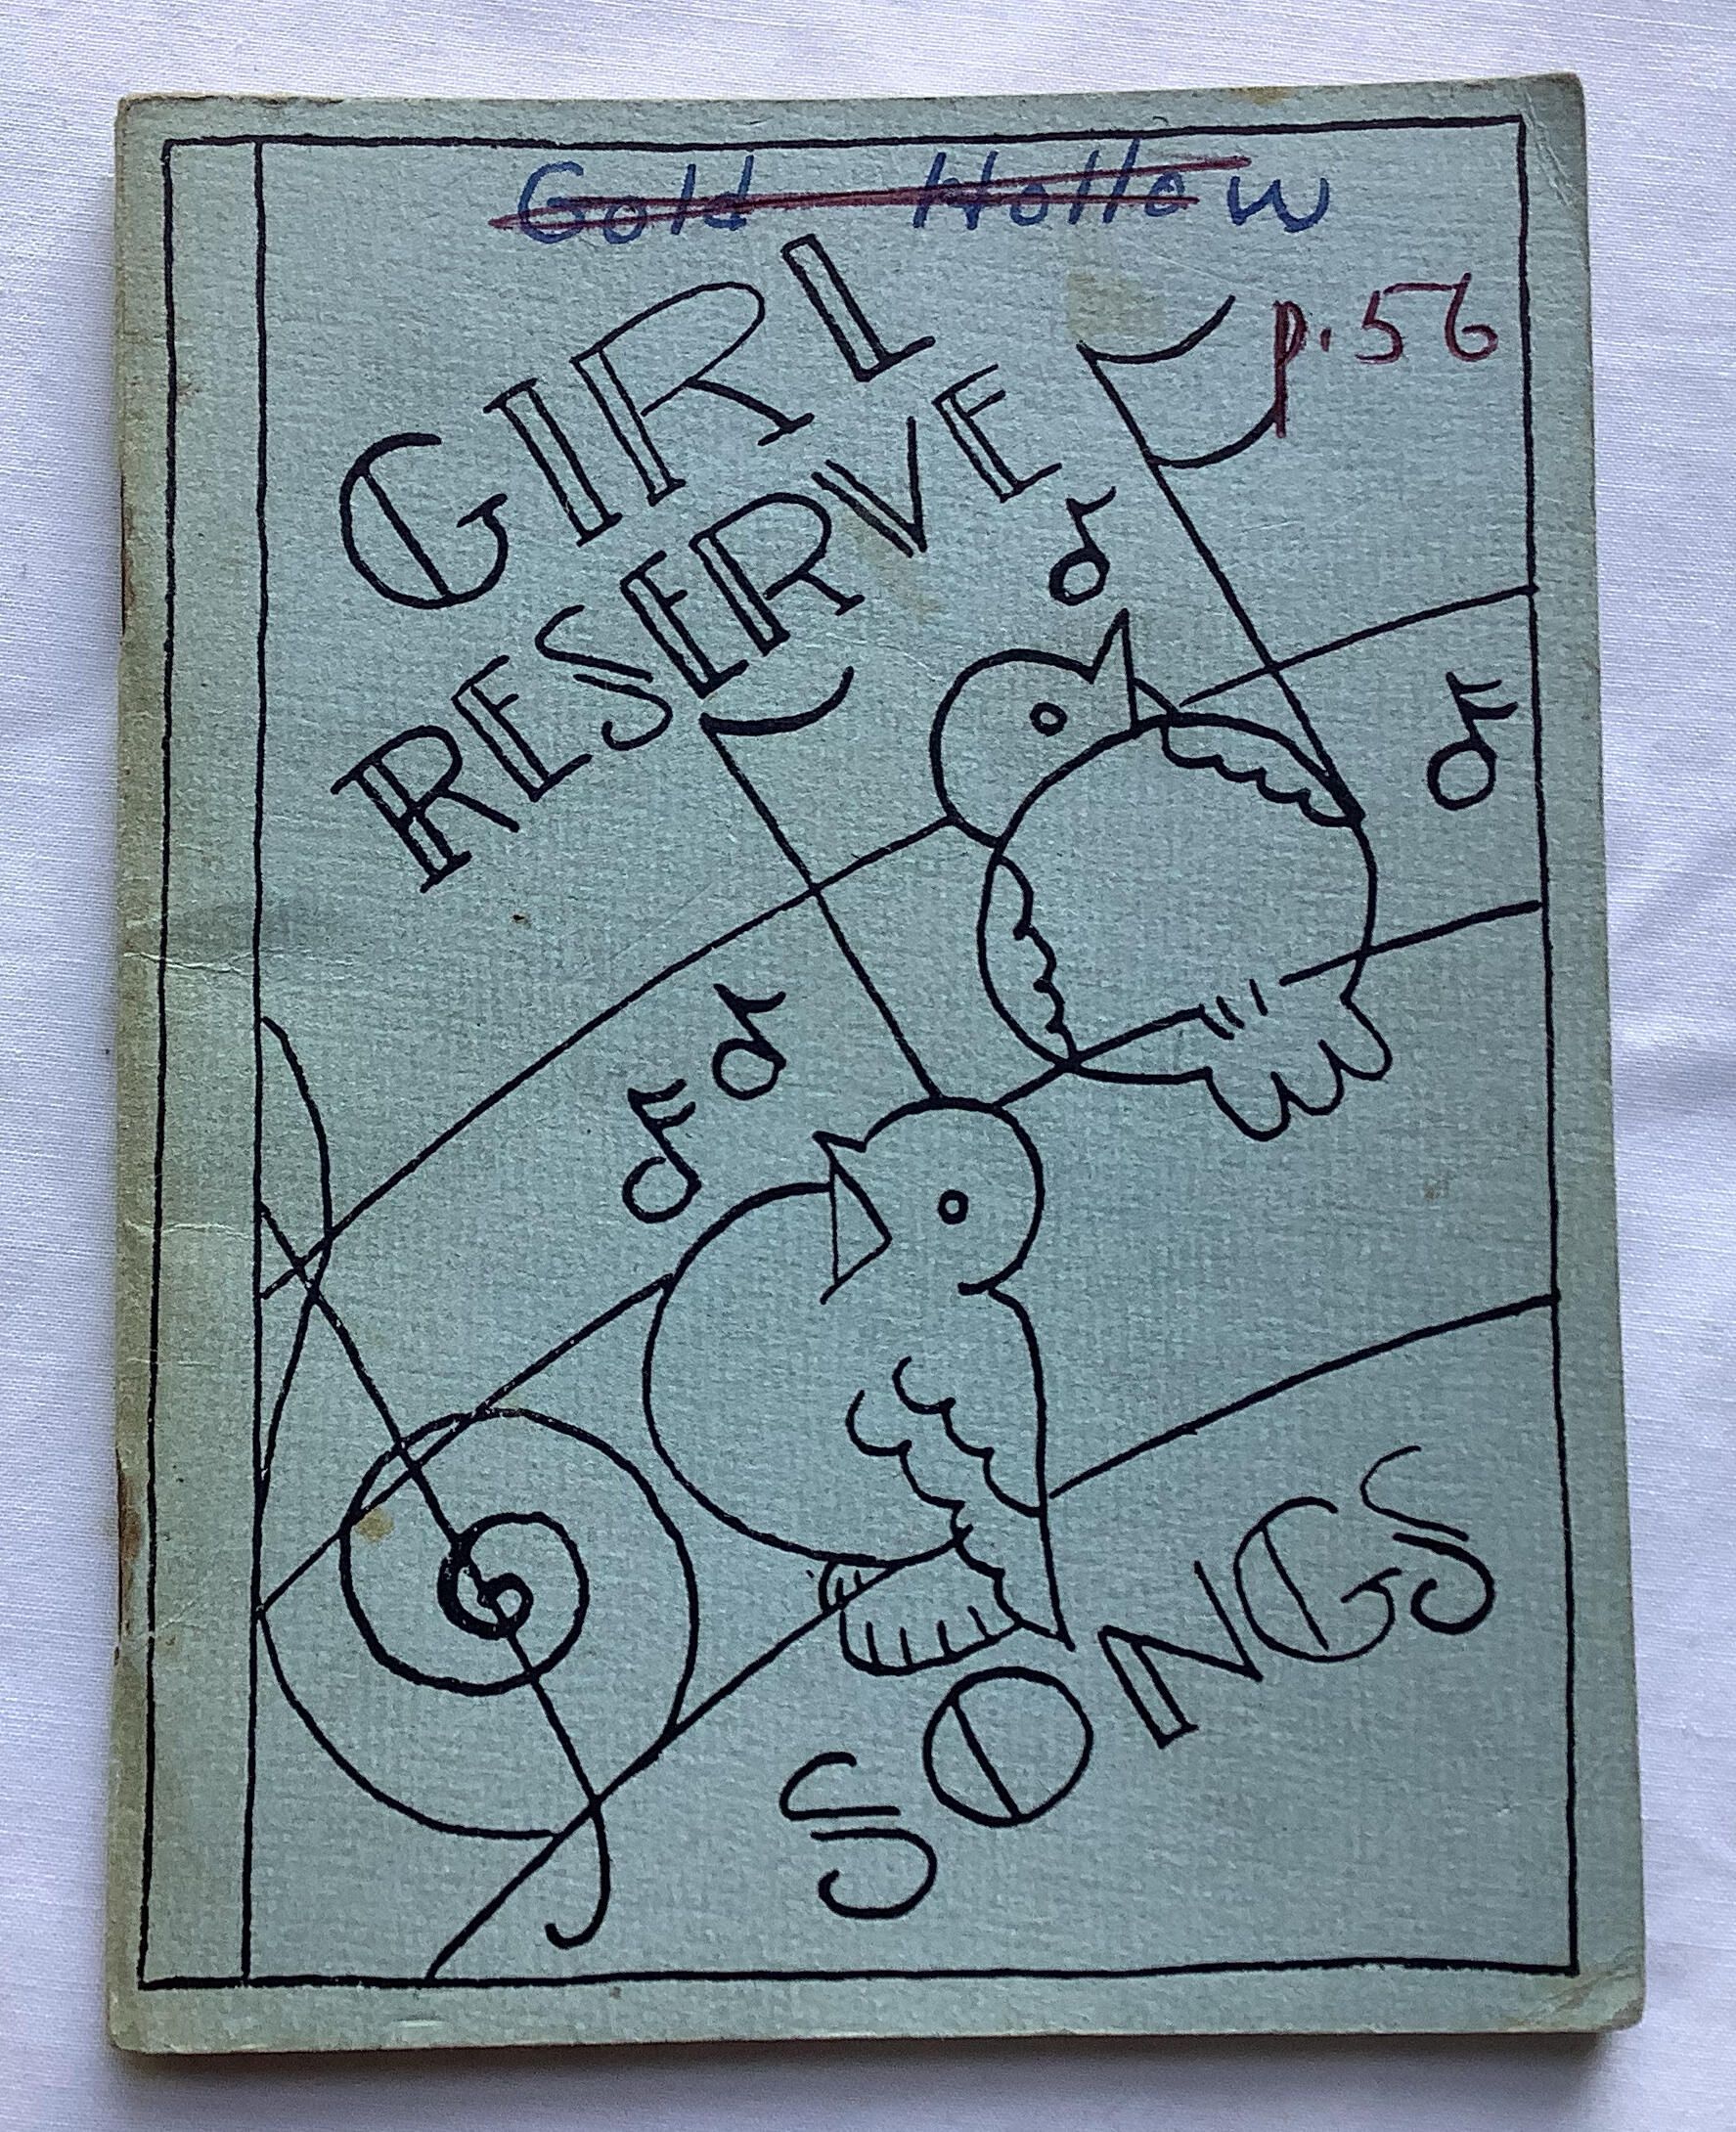 Gold Hollow
p. 56
GIRL
RESERVE
SONGS